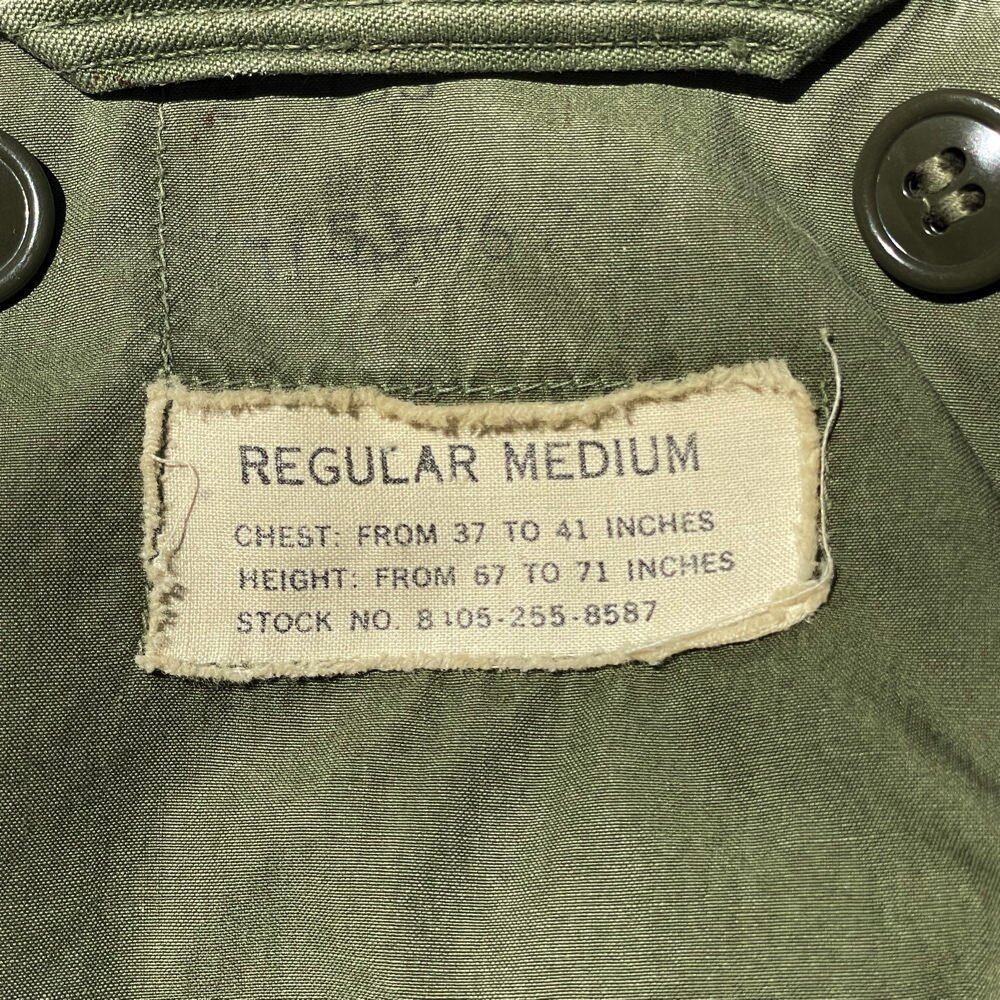 REGULAR MEDIUM
CHEST: FROM 37 TO 41 INCHES
HEIGHT: FROM 67 TO 71 INCHES
STOCK NO. 8405-255-8587